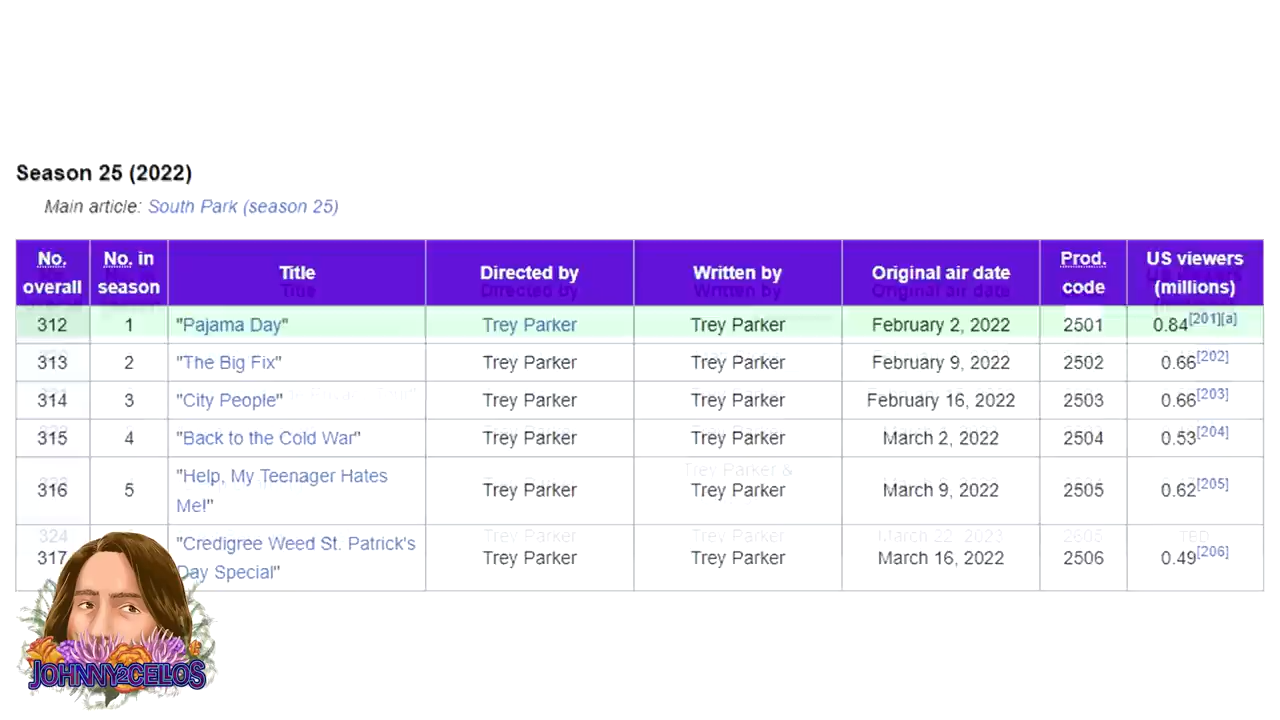 Season 25 (2022)
Main article: South Park (season 25)
No. overall No. in season Title Directed by Written by Original air date Prod. code US viewers (millions)
312 1 "Pajama Day" Trey Parker Trey Parker February 2, 2022 2501 0.84[201][a]
313 2 "The Big Fix" Trey Parker Trey Parker February 9, 2022 2502 0.66[202]
314 3 "City People" Trey Parker Trey Parker February 16, 2022 2503 0.66[203]
315 4 "Back to the Cold War" Trey Parker Trey Parker March 2, 2022 2504 0.53[204]
316 5 "Help, My Teenager Hates Me!" Trey Parker Trey Parker March 9, 2022 2505 0.62[205]
317 "Credigree Weed St. Patrick's Day Special" Trey Parker Trey Parker March 16, 2022 2506 0.49[206]
JOHNNY2CELLOS